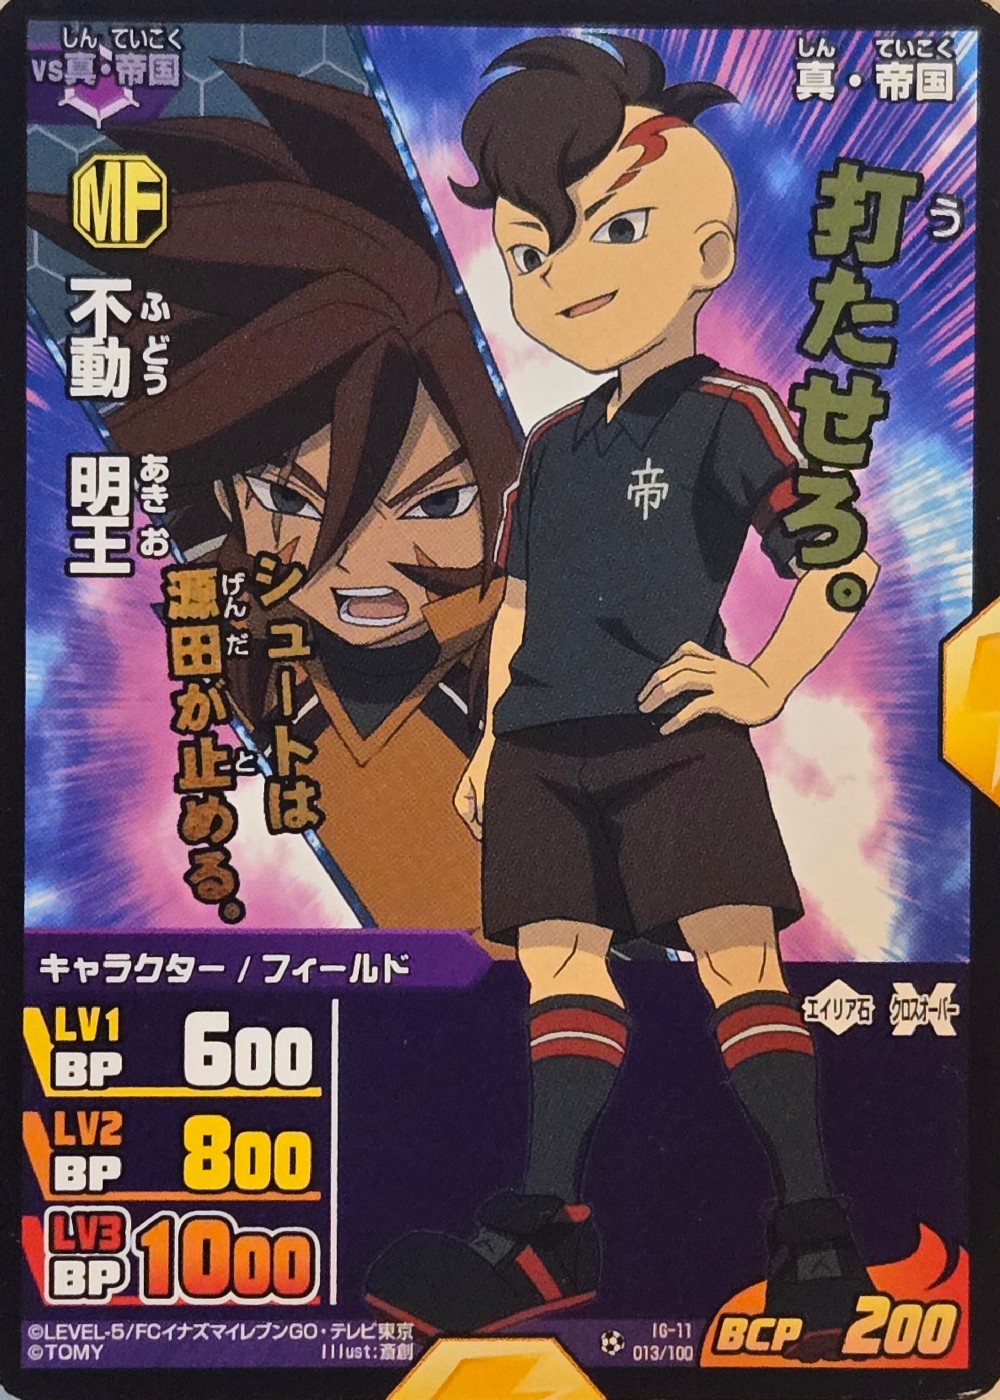 しん ていこく
VS真・帝国
しん ていこく
真・帝国
MF
不動 明王
ふどう あきお
打たせろ。
う
シュートは
源田が止める。
げんだ と
帝
キャラクター / フィールド
エイリア石 クロスオーバー
LV1
BP 600
LV2
BP 800
LV3
BP 1000
©LEVEL-5/FCイナズマイレブンGO・テレビ東京
©TOMY Illust:斎創
IG-11
013/100
BCP 200